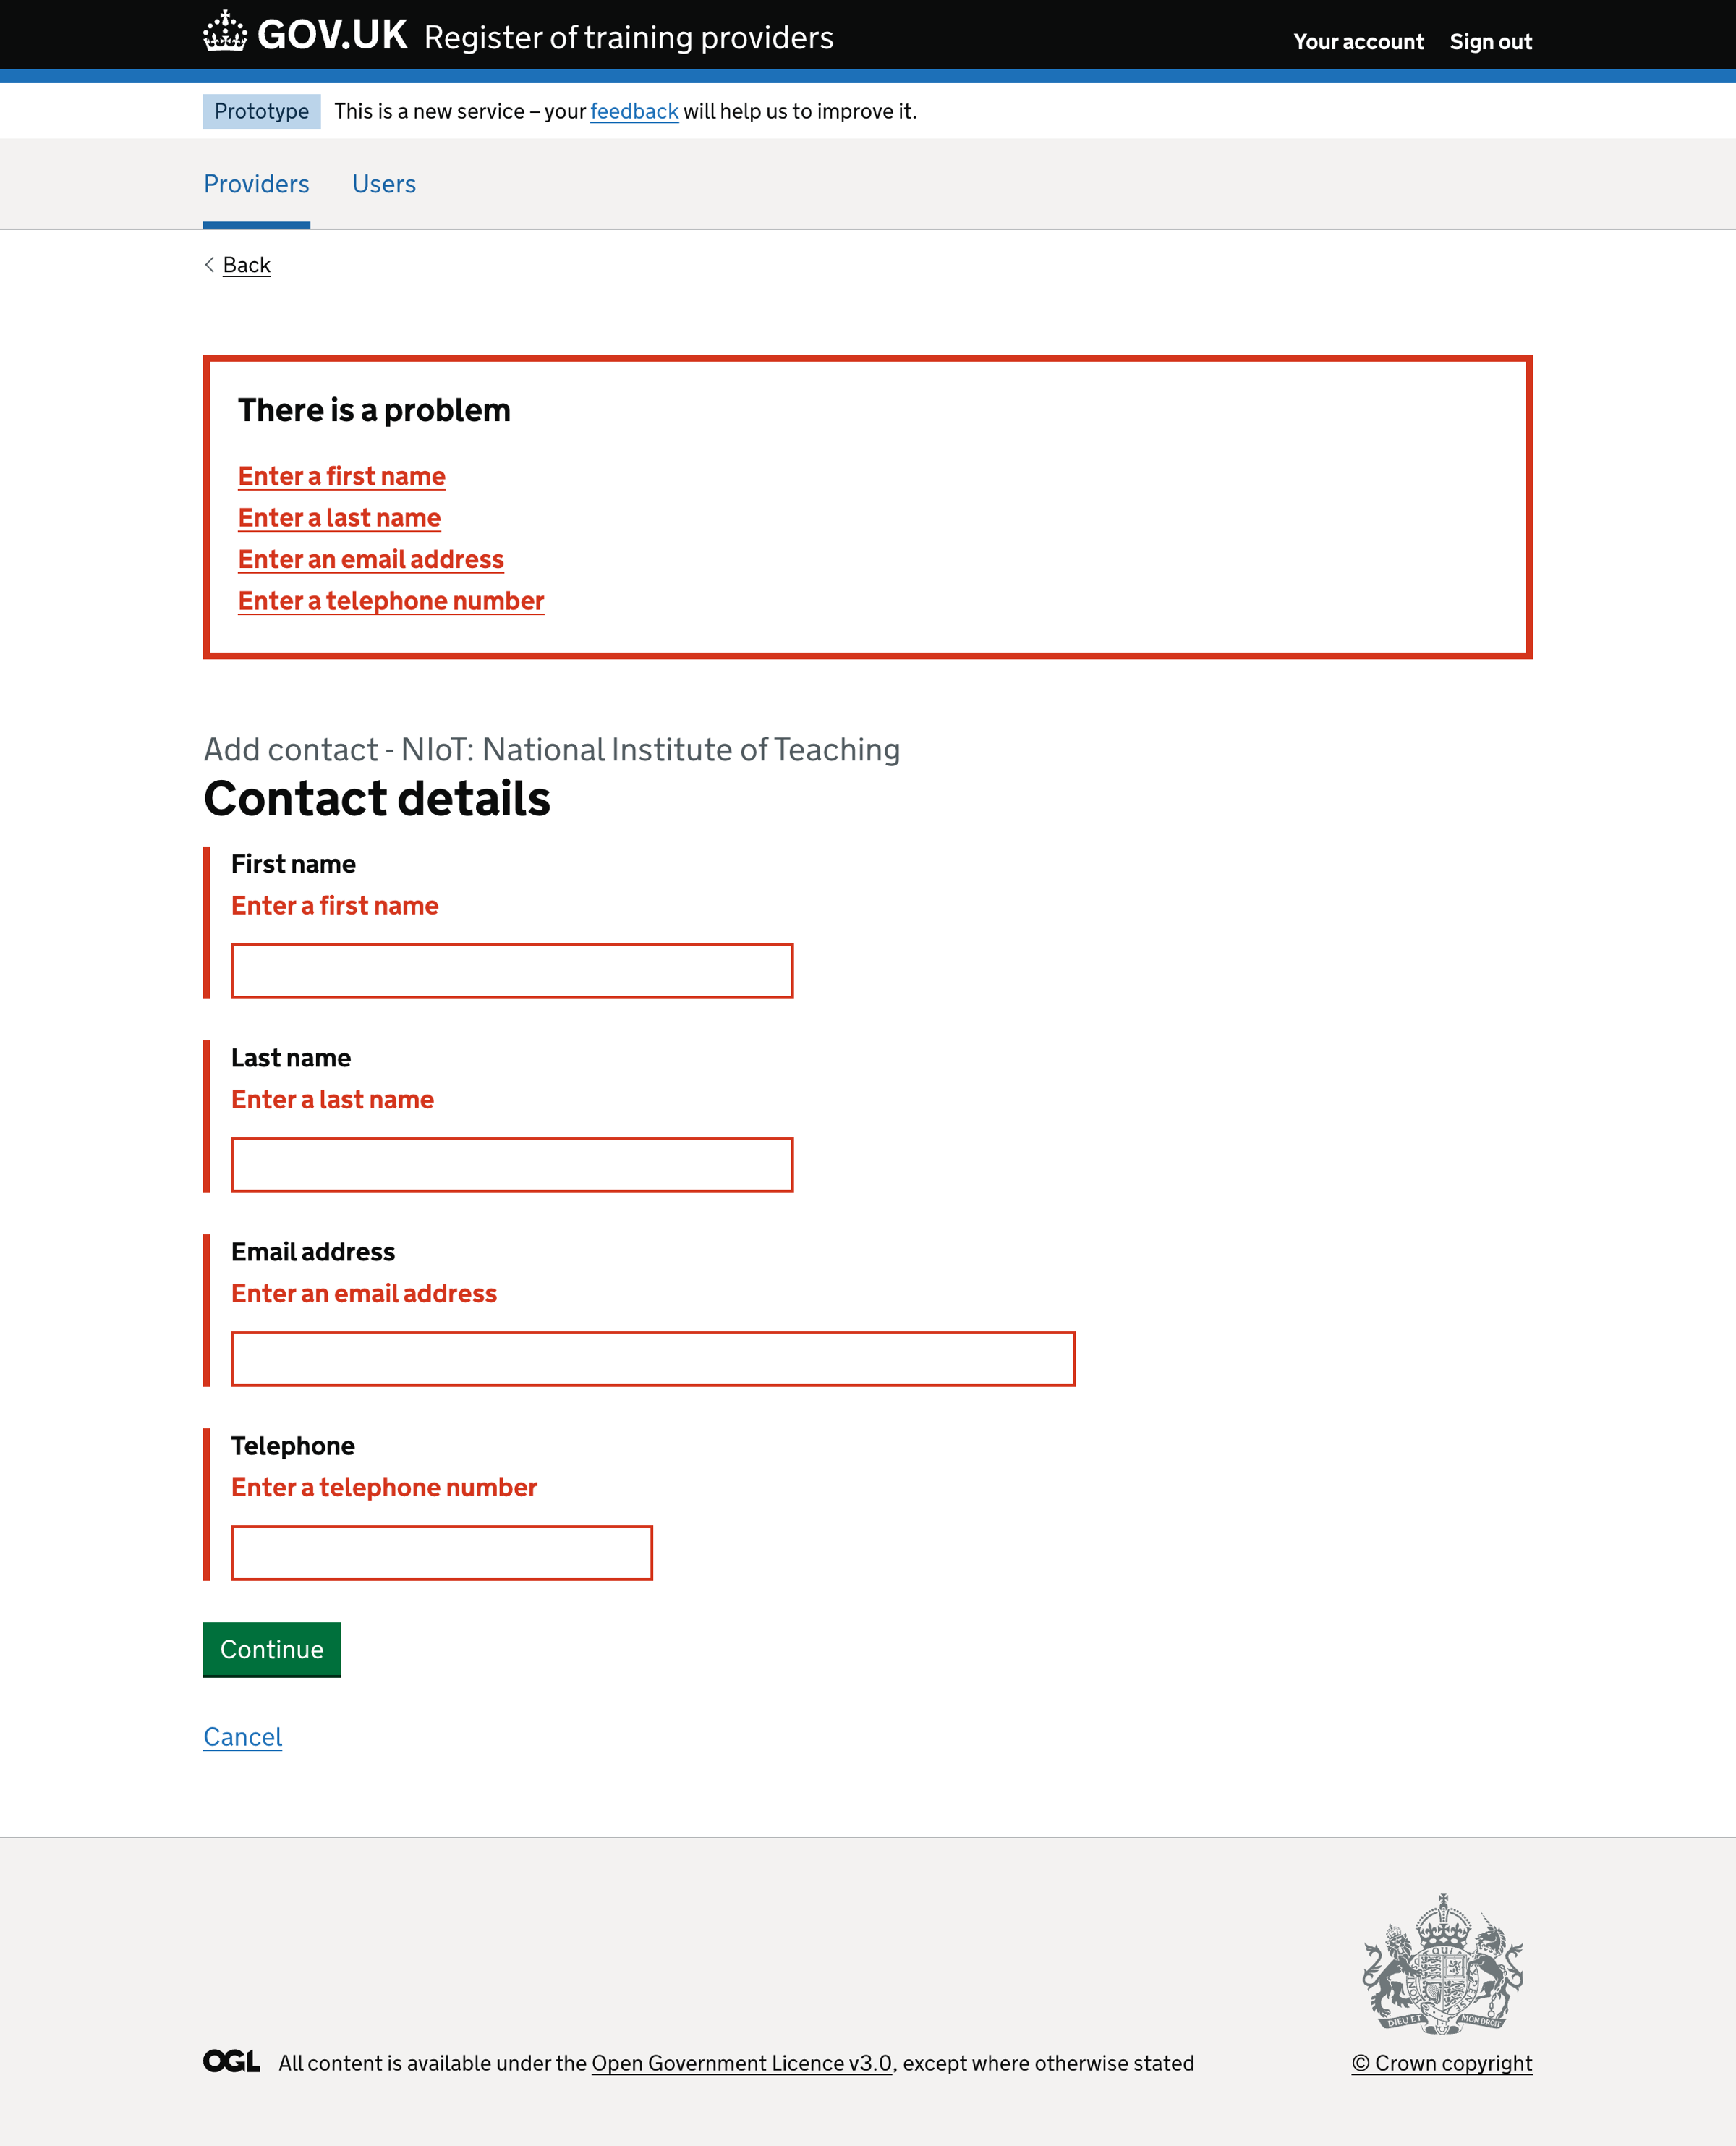 GOV.UK Register of training providers Your account Sign out
Prototype This is a new service – your feedback will help us to improve it.
Providers Users
Back
There is a problem
Enter a first name
Enter a last name
Enter an email address
Enter a telephone number
Add contact - NIoT: National Institute of Teaching
Contact details
First name
Enter a first name
Last name
Enter a last name
Email address
Enter an email address
Telephone
Enter a telephone number
Continue
Cancel
DIEU ET MON DROIT
OGL All content is available under the Open Government Licence v3.0, except where otherwise stated © Crown copyright